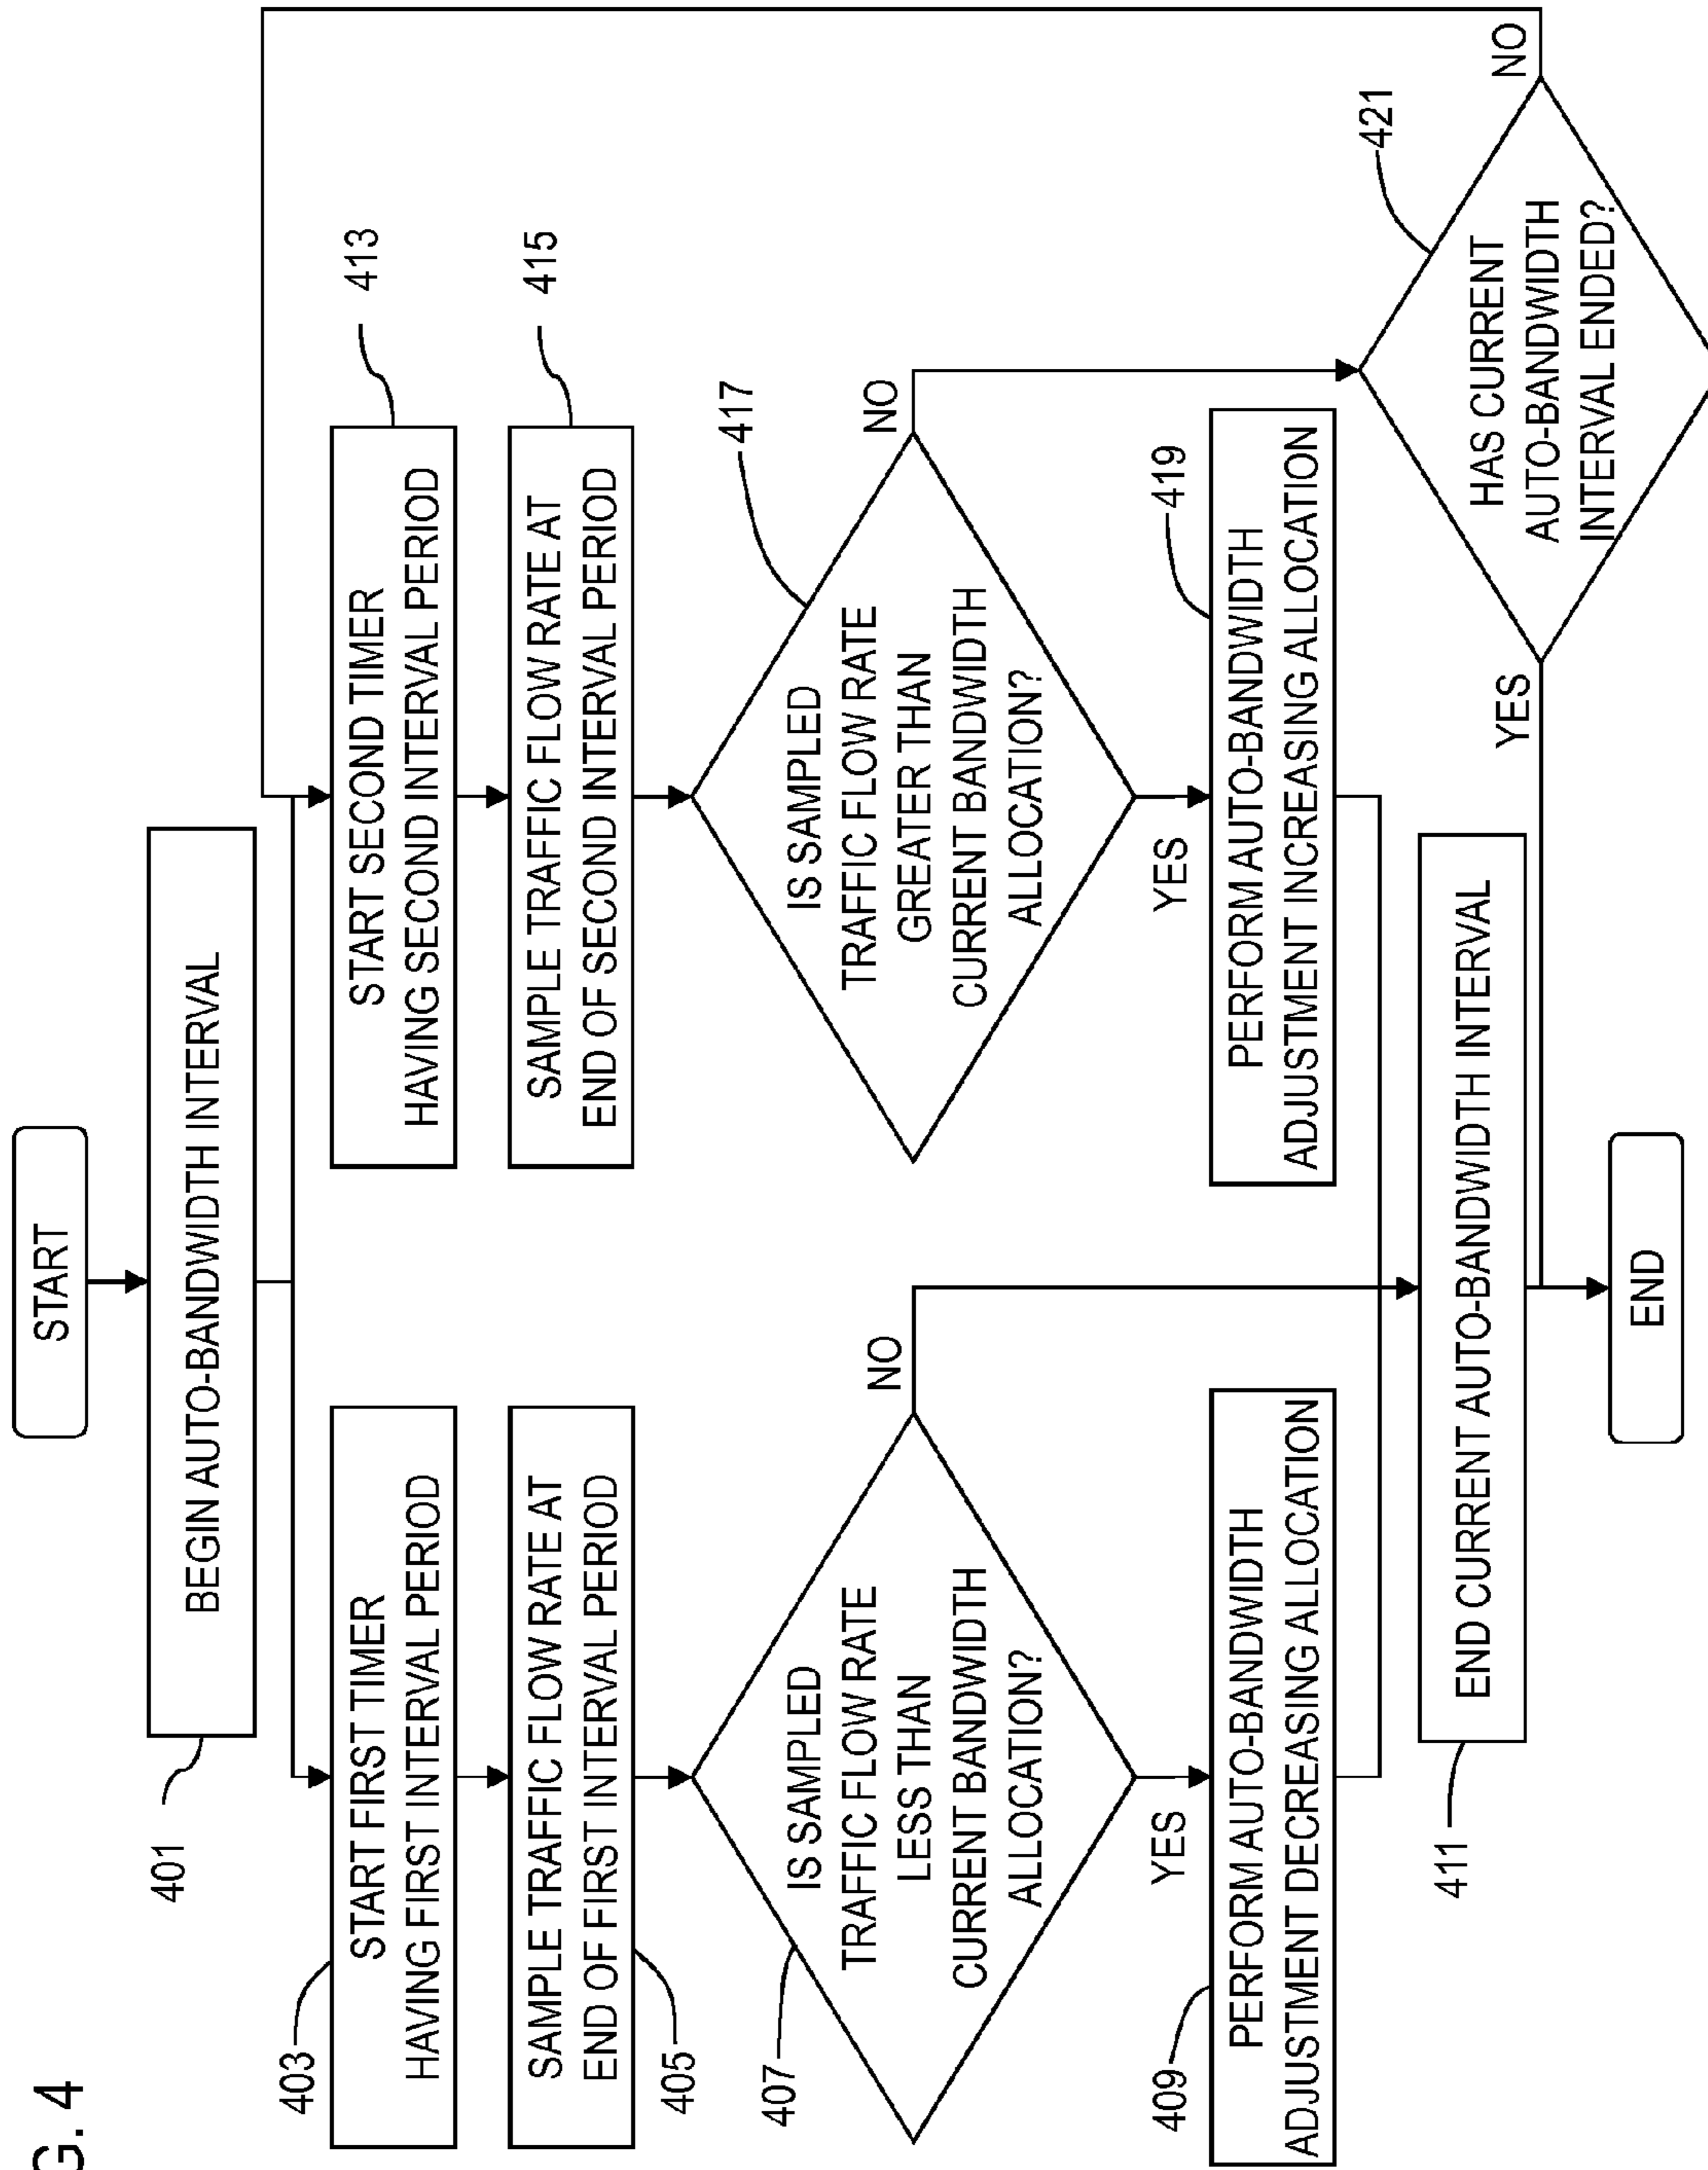 G. 4
START
BEGIN AUTO-BANDWIDTH INTERVAL
401
START FIRST TIMER
HAVING FIRST INTERVAL PERIOD
403
SAMPLE TRAFFIC FLOW RATE AT
END OF FIRST INTERVAL PERIOD
405
IS SAMPLED
TRAFFIC FLOW RATE
LESS THAN
CURRENT BANDWIDTH
ALLOCATION?
407
NO
YES
PERFORM AUTO-BANDWIDTH
ADJUSTMENT DECREASING ALLOCATION
409
START SECOND TIMER
HAVING SECOND INTERVAL PERIOD
413
SAMPLE TRAFFIC FLOW RATE AT
END OF SECOND INTERVAL PERIOD
415
IS SAMPLED
TRAFFIC FLOW RATE
GREATER THAN
CURRENT BANDWIDTH
ALLOCATION?
417
NO
YES
PERFORM AUTO-BANDWIDTH
ADJUSTMENT INCREASING ALLOCATION
419
HAS CURRENT
AUTO-BANDWIDTH
INTERVAL ENDED?
421
NO
YES
END CURRENT AUTO-BANDWIDTH INTERVAL
411
END